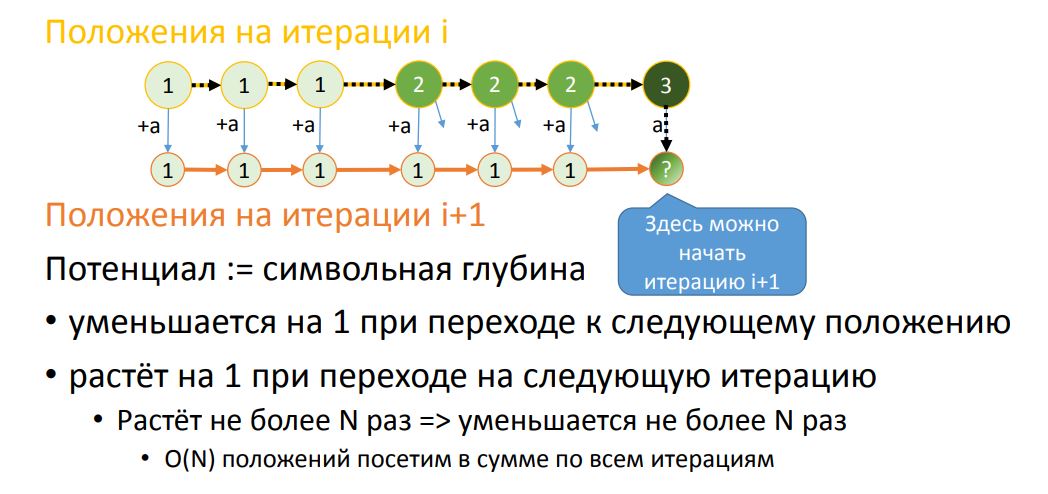 Положения на итерации i
1 1 1 2 2 2 3
+a +a +a +a +a +a a
1 1 1 1 1 1 ?
Положения на итерации i+1
Здесь можно
начать
итерацию i+1
Потенциал := символьная глубина
• уменьшается на 1 при переходе к следующему положению
• растёт на 1 при переходе на следующую итерацию
• Растёт не более N раз => уменьшается не более N раз
• O(N) положений посетим в сумме по всем итерациям